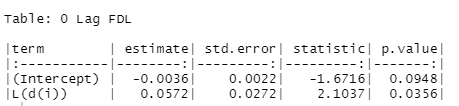 Table: 0 Lag FDL
|term        | estimate| std.error| statistic| p.value|
|:-----------|--------:|---------:|---------:|-------:|
|(Intercept) |  -0.0036|    0.0022|   -1.6716|  0.0948|
|L(d(i))     |   0.0572|    0.0272|    2.1037|  0.0356|